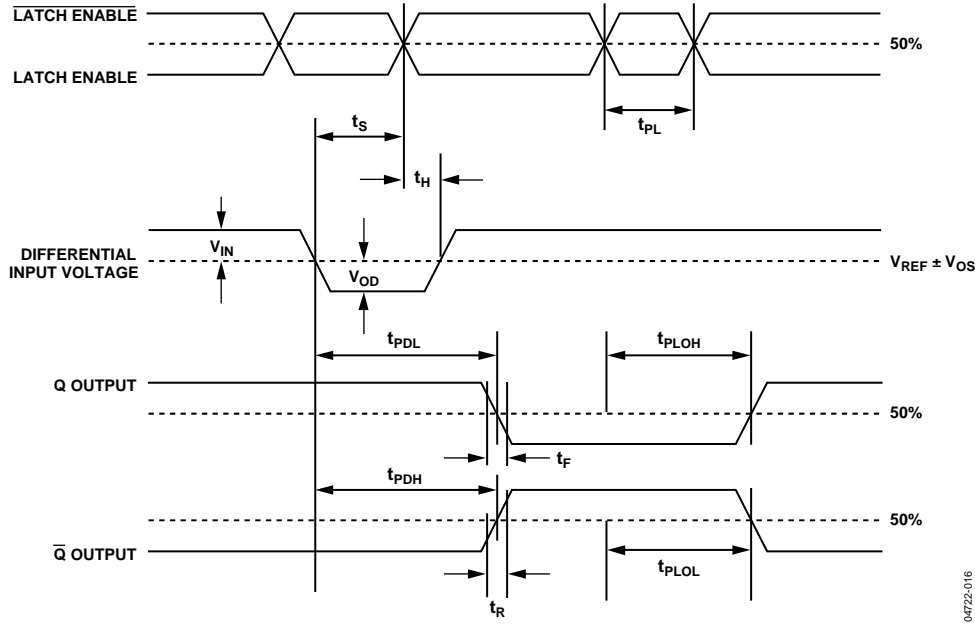 LATCH ENABLE
50%
LATCH ENABLE
tS
tPL
tH
VIN
DIFFERENTIAL
INPUT VOLTAGE
VOD
VREF ± VOS
tPDL
tPLOH
Q OUTPUT
50%
tF
tPDH
50%
Q̅ OUTPUT
tPLOL
tR
04722-016